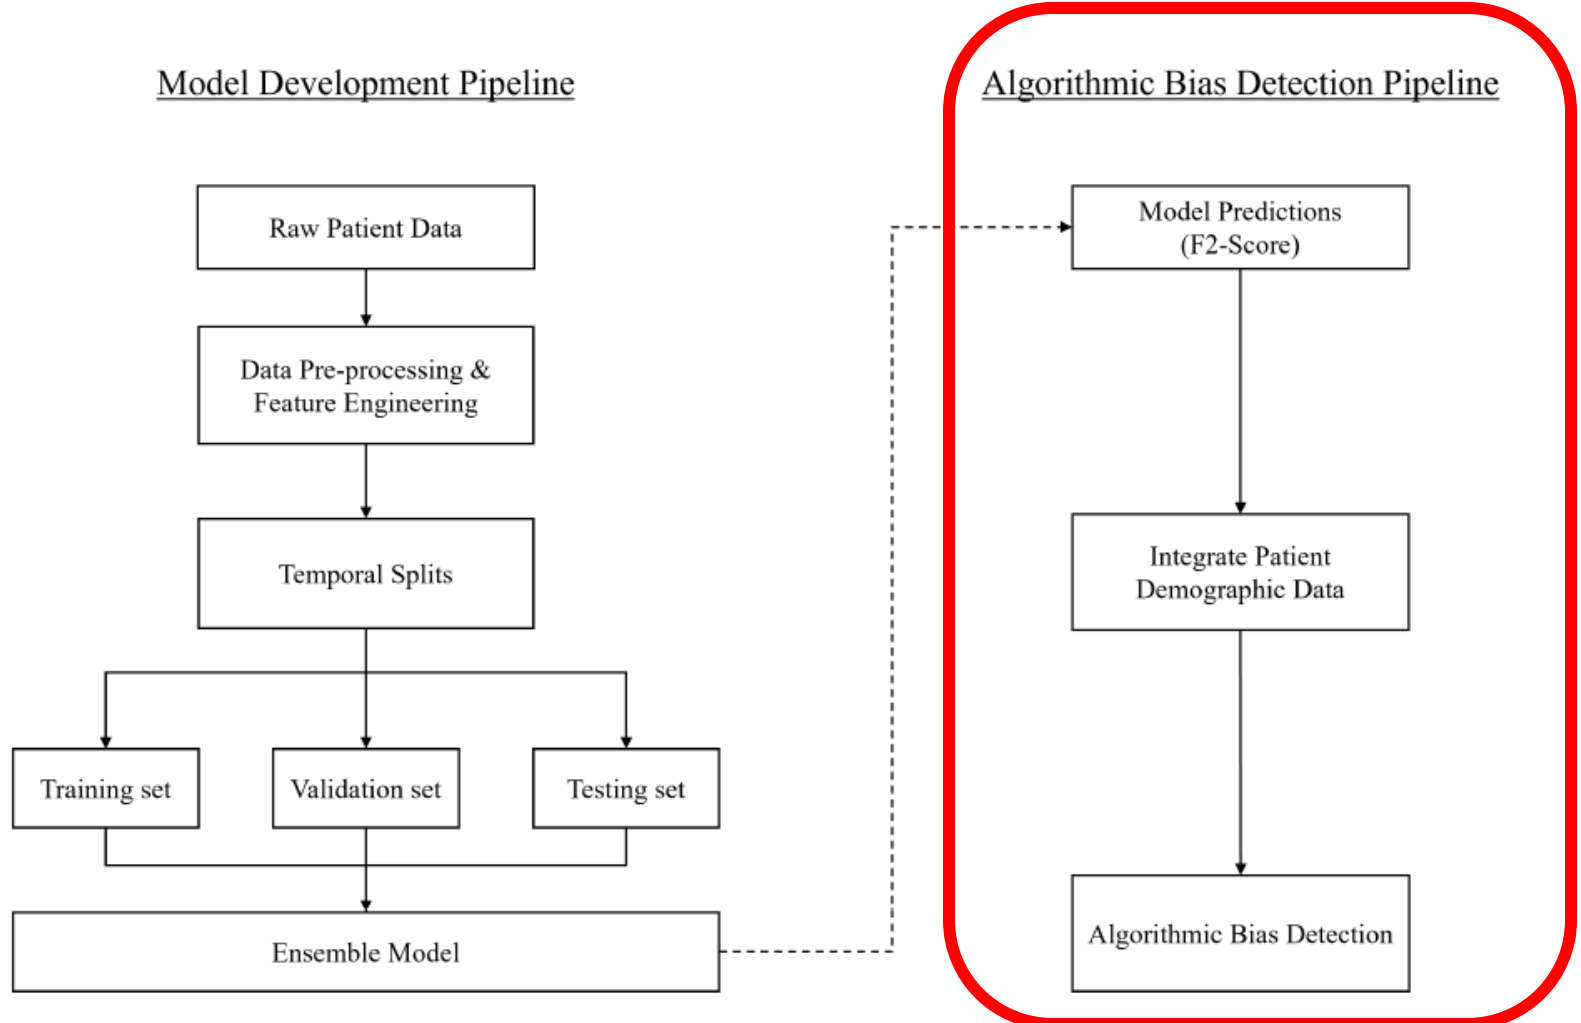 Model Development Pipeline
Raw Patient Data
Data Pre-processing &
Feature Engineering
Temporal Splits
Training set
Validation set
Testing set
Ensemble Model
Algorithmic Bias Detection Pipeline
Model Predictions
(F2-Score)
Integrate Patient
Demographic Data
Algorithmic Bias Detection